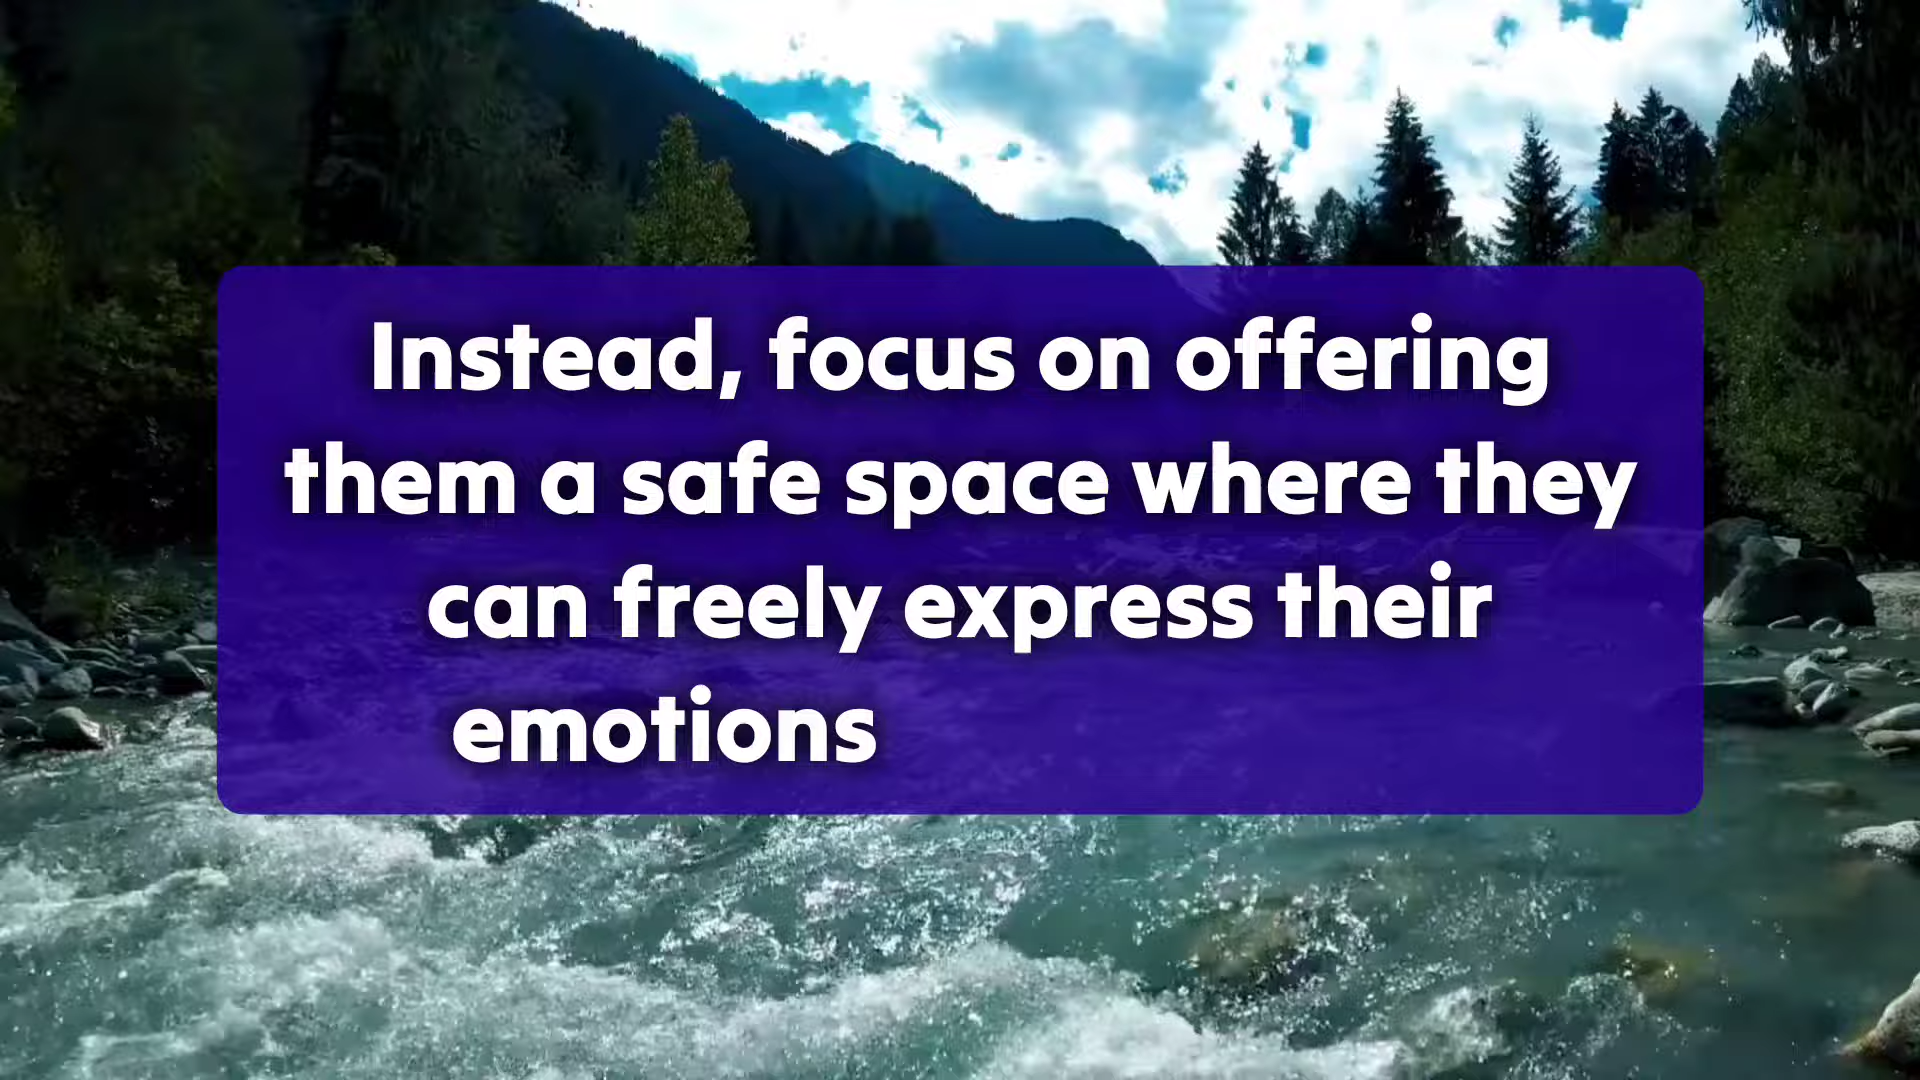 Instead, focus on offering
them a safe space where they
can freely express their
emotions